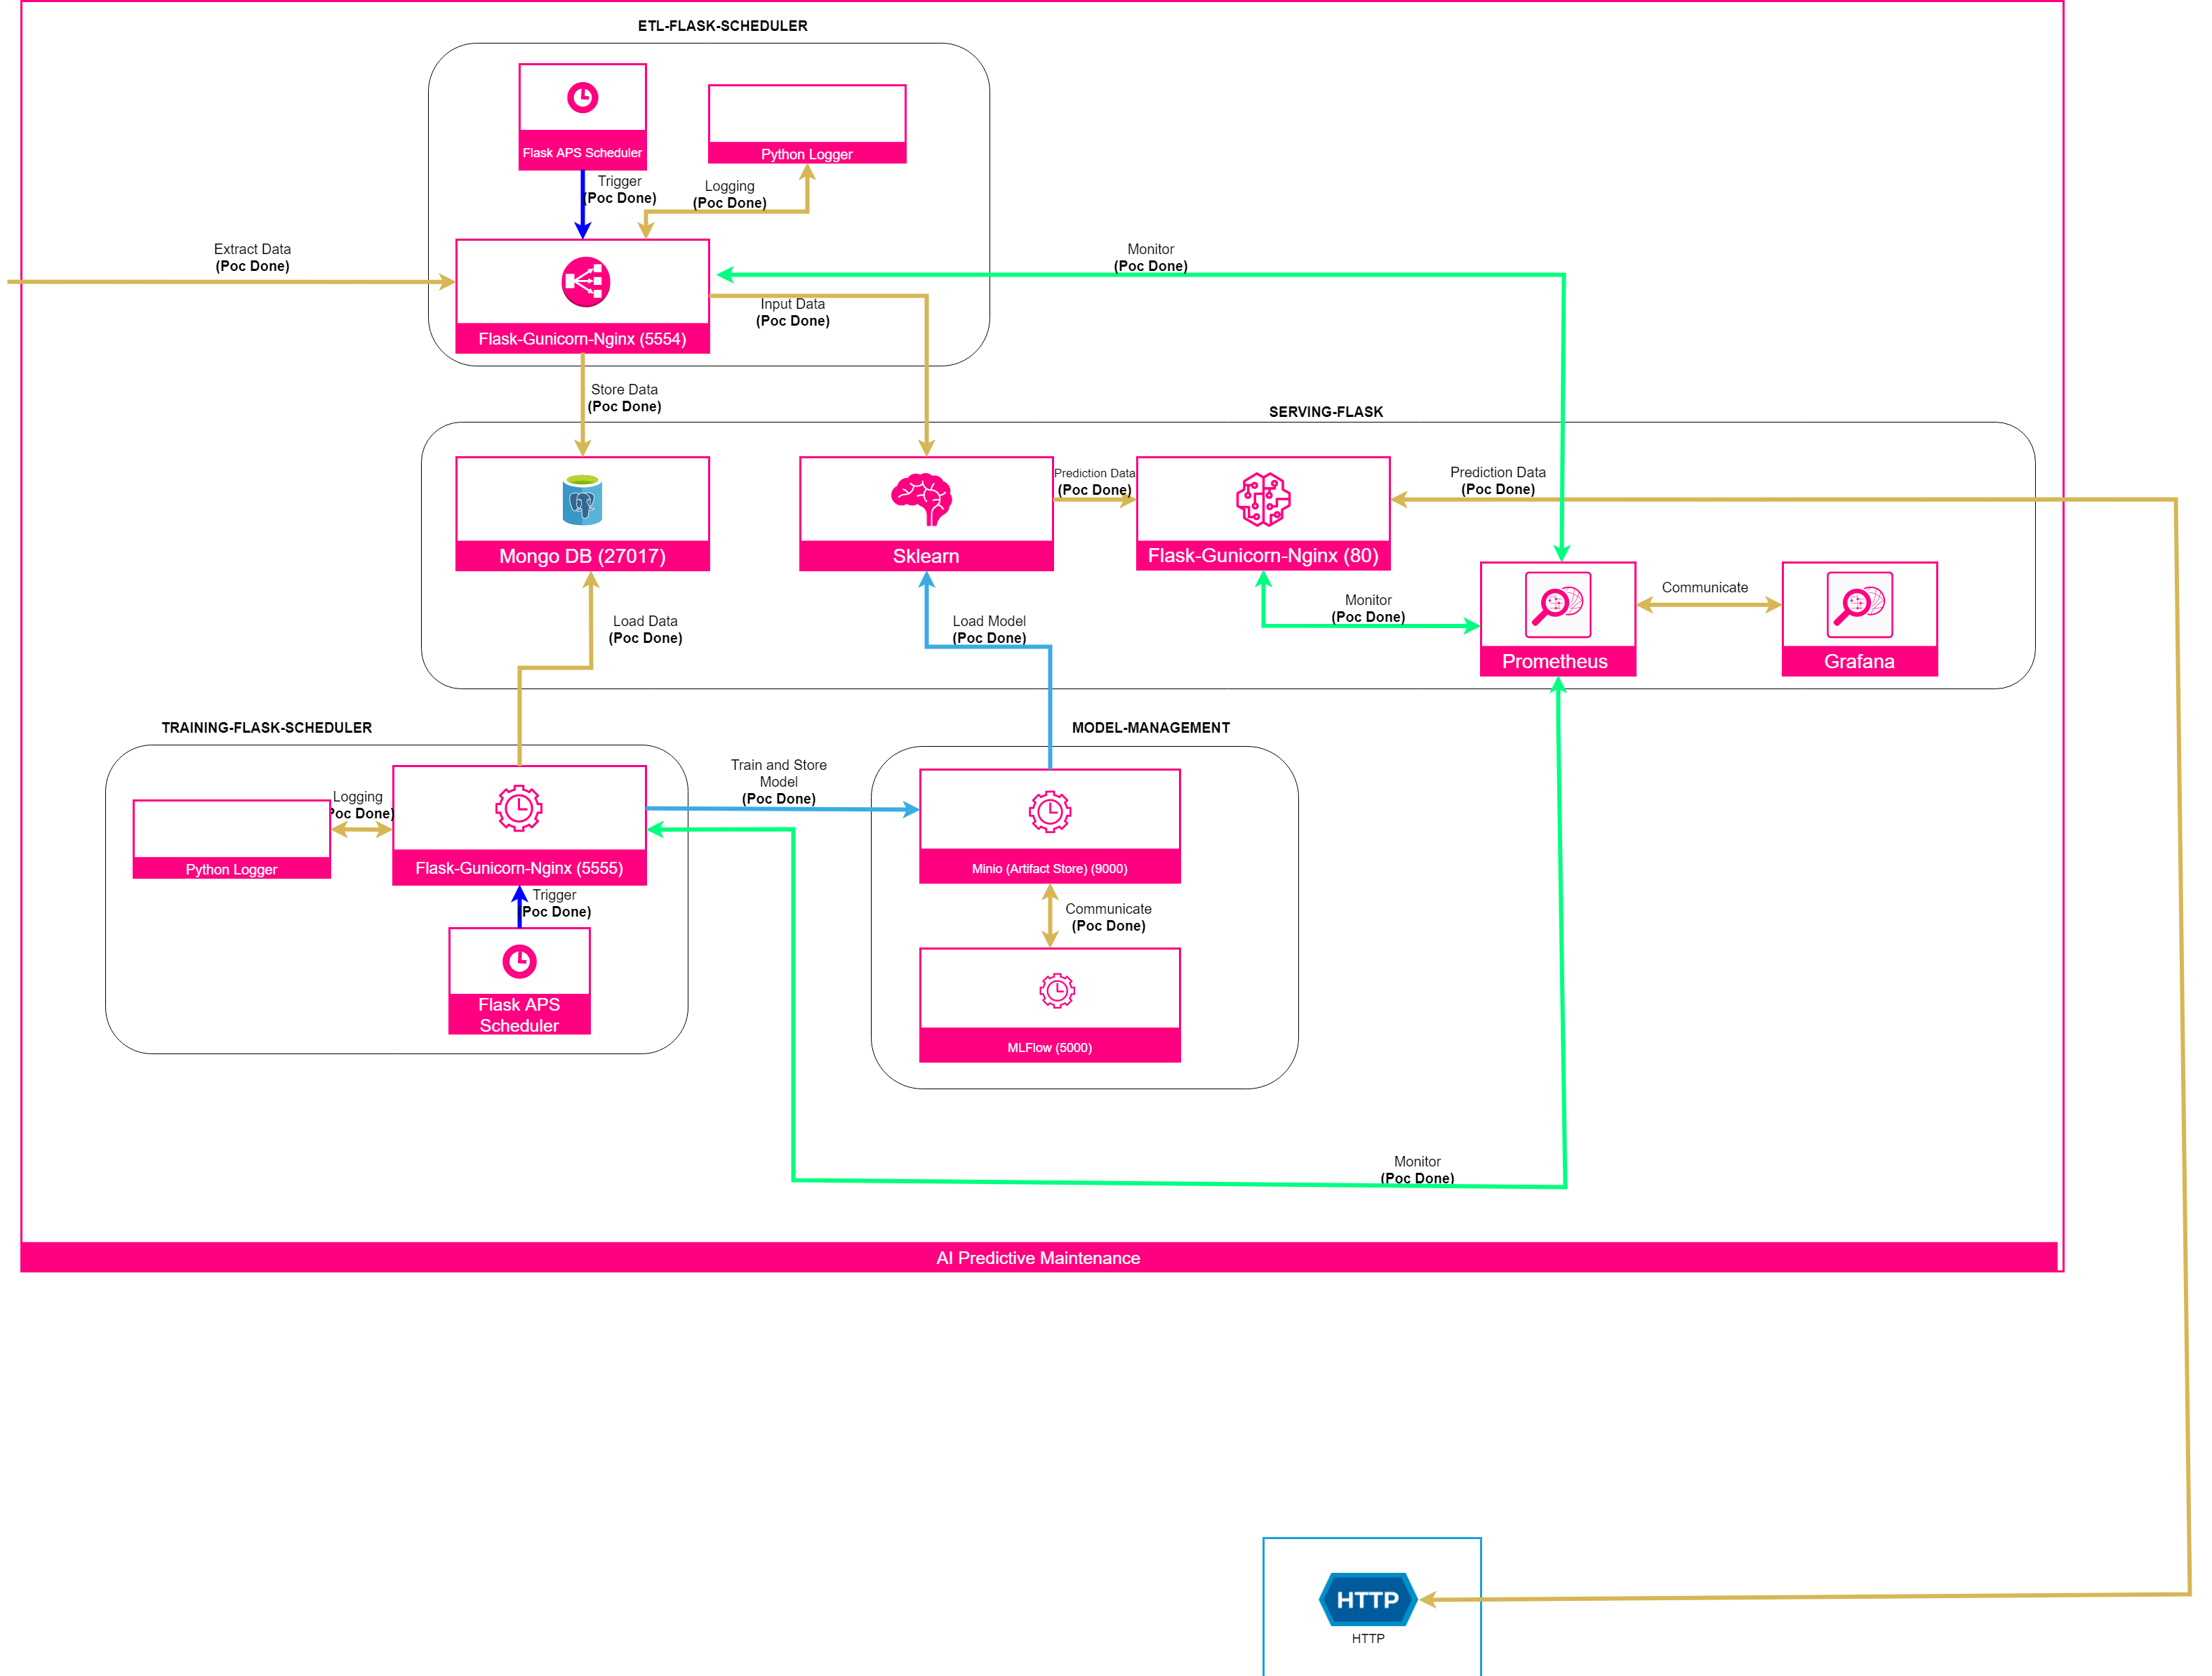 ETL-FLASK-SCHEDULER
Flask APS Scheduler
Python Logger
Trigger
(Poc Done)
Logging
(Poc Done)
Extract Data
(Poc Done)
Flask-Gunicorn-Nginx (5554)
Input Data
(Poc Done)
Monitor
(Poc Done)
Store Data
(Poc Done)
SERVING-FLASK
Mongo DB (27017)
Sklearn
Prediction Data
(Poc Done)
Flask-Gunicorn-Nginx (80)
Prediction Data
(Poc Done)
Monitor
(Poc Done)
Prometheus
Communicate
Grafana
Load Data
(Poc Done)
Load Model
(Poc Done)
TRAINING-FLASK-SCHEDULER
Python Logger
Logging
Poc Done)
Flask-Gunicorn-Nginx (5555)
Trigger
(Poc Done)
Flask APS
Scheduler
Train and Store
Model
(Poc Done)
MODEL-MANAGEMENT
Minio (Artifact Store) (9000)
Communicate
(Poc Done)
MLFlow (5000)
Monitor
(Poc Done)
AI Predictive Maintenance
HTTP
HTTP